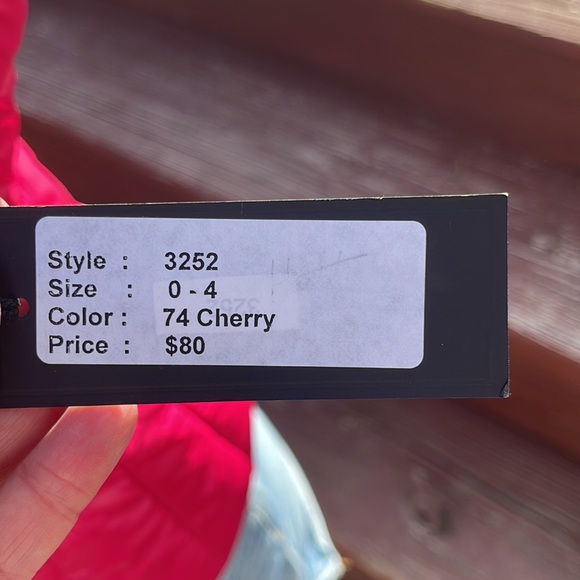 Style : 3252
Size : 0 - 4
Color : 74 Cherry
Price : $80